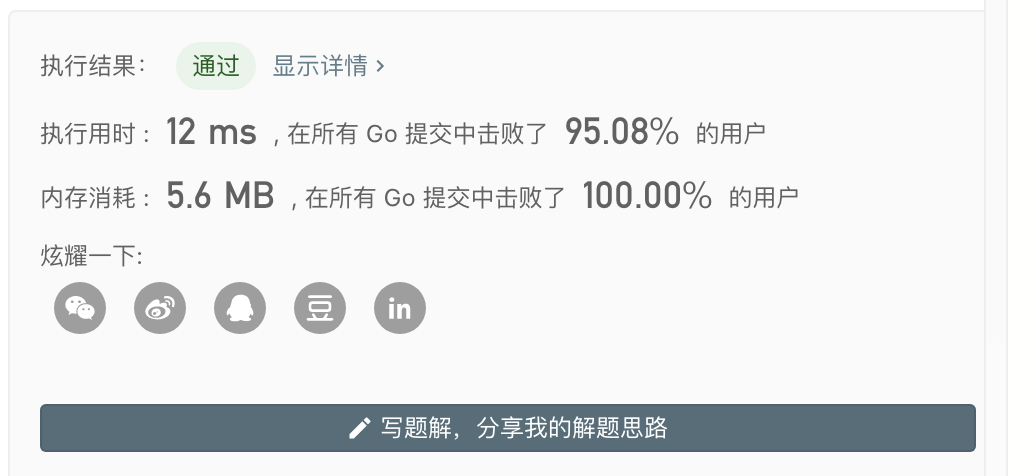 执行结果： 通过 显示详情 >
执行用时 : 12 ms , 在所有 Go 提交中击败了 95.08% 的用户
内存消耗 : 5.6 MB , 在所有 Go 提交中击败了 100.00% 的用户
炫耀一下:
豆 in
写题解，分享我的解题思路